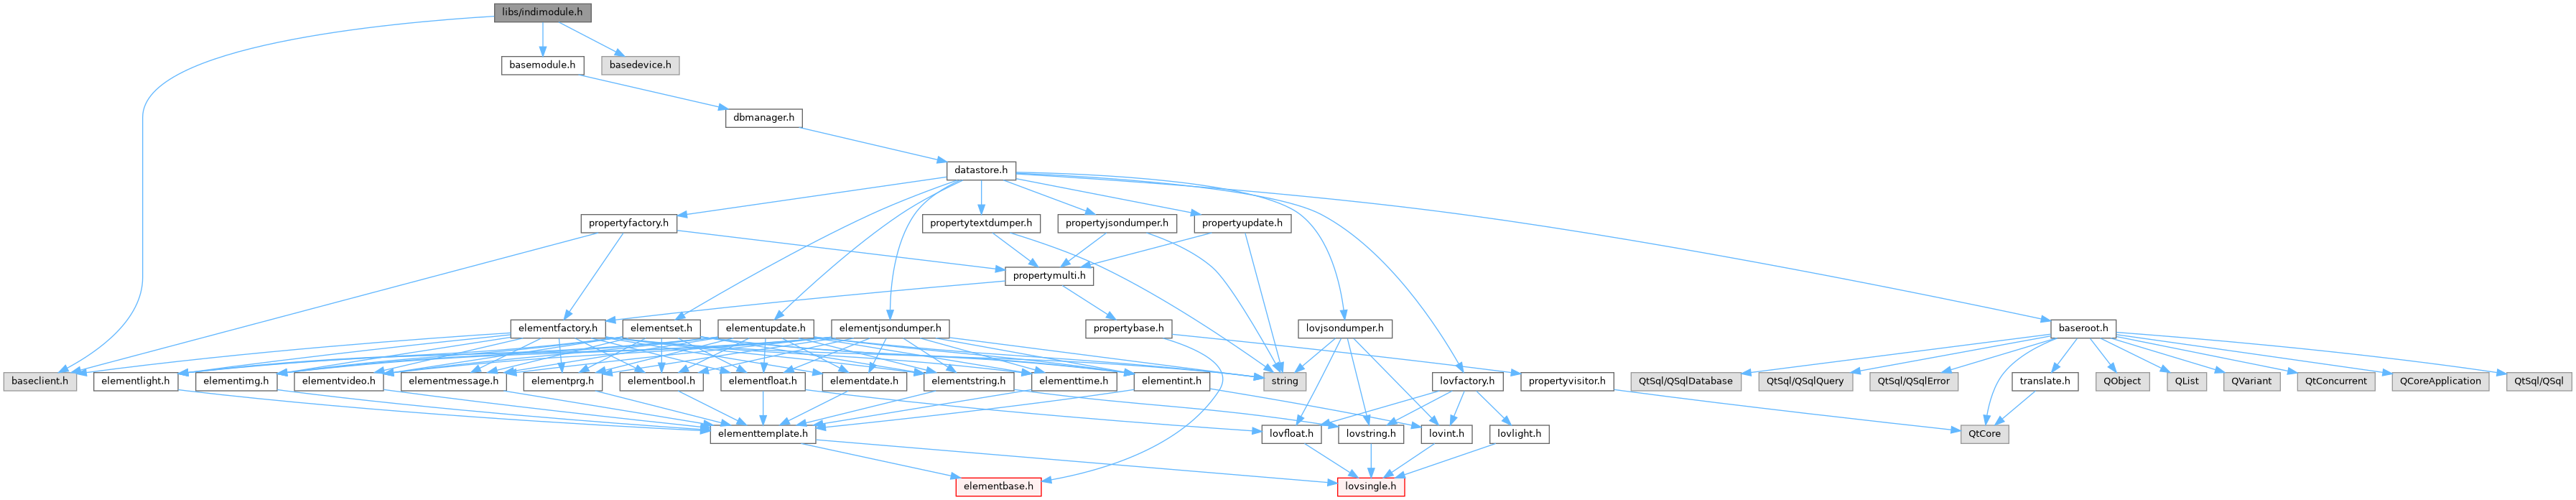 libs/indimodule.h
basemodule.h
basedevice.h
dbmanager.h
datastore.h
propertyfactory.h
propertytextdumper.h
propertyjsondumper.h
propertyupdate.h
propertymulti.h
elementfactory.h
elementset.h
elementupdate.h
elementjsondumper.h
propertybase.h
lovjsondumper.h
baseroot.h
baseclient.h
elementlight.h
elementimg.h
elementvideo.h
elementmessage.h
elementprg.h
elementbool.h
elementfloat.h
elementdate.h
elementstring.h
elementtime.h
elementint.h
string
lovfactory.h
propertyvisitor.h
QtSql/QSqlDatabase
QtSql/QSqlQuery
QtSql/QSqlError
translate.h
QObject
QList
QVariant
QtConcurrent
QCoreApplication
QtSql/QSql
elementtemplate.h
lovfloat.h
lovstring.h
lovint.h
lovlight.h
QtCore
elementbase.h
lovsingle.h